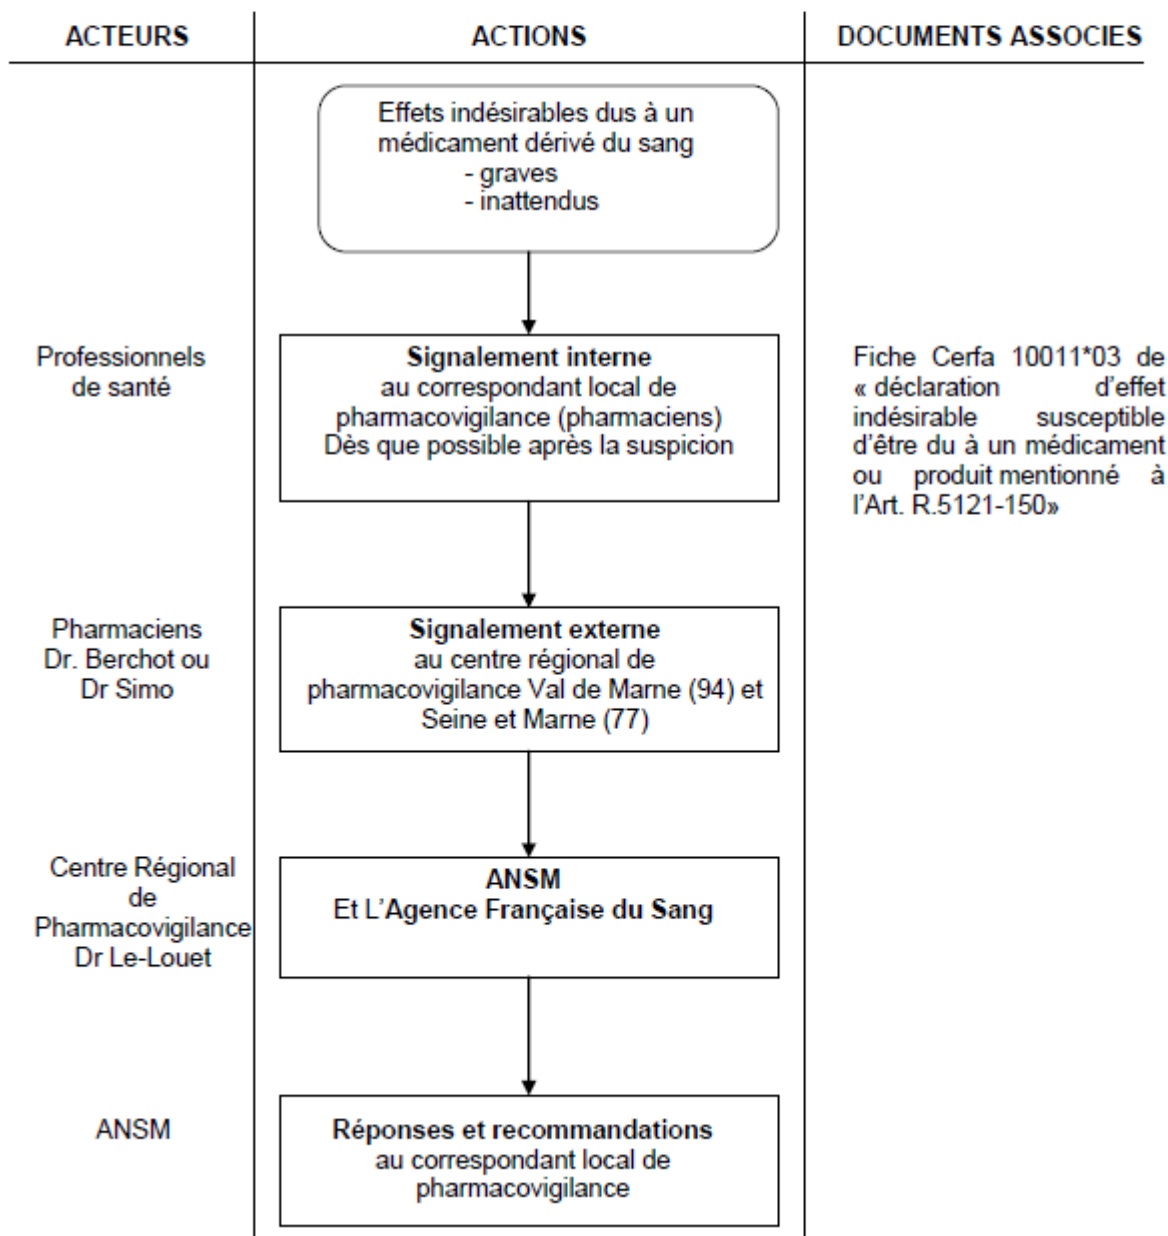 ACTEURS
ACTIONS
DOCUMENTS ASSOCIES
Effets indésirables dus à un
médicament dérivé du sang
- graves
- inattendus
Professionnels
de santé
Signalement interne
au correspondant local de
pharmacovigilance (pharmaciens)
Dès que possible après la suspicion
Fiche Cerfa 10011*03 de
« déclaration d'effet
indésirable susceptible
d'être du à un médicament
ou produit mentionné à
l'Art. R.5121-150»
Pharmaciens
Dr. Berchot ou
Dr Simo
Signalement externe
au centre régional de
pharmacovigilance Val de Marne (94) et
Seine et Marne (77)
Centre Régional
de
Pharmacovigilance
Dr Le-Louet
ANSM
Et L'Agence Française du Sang
ANSM
Réponses et recommandations
au correspondant local de
pharmacovigilance